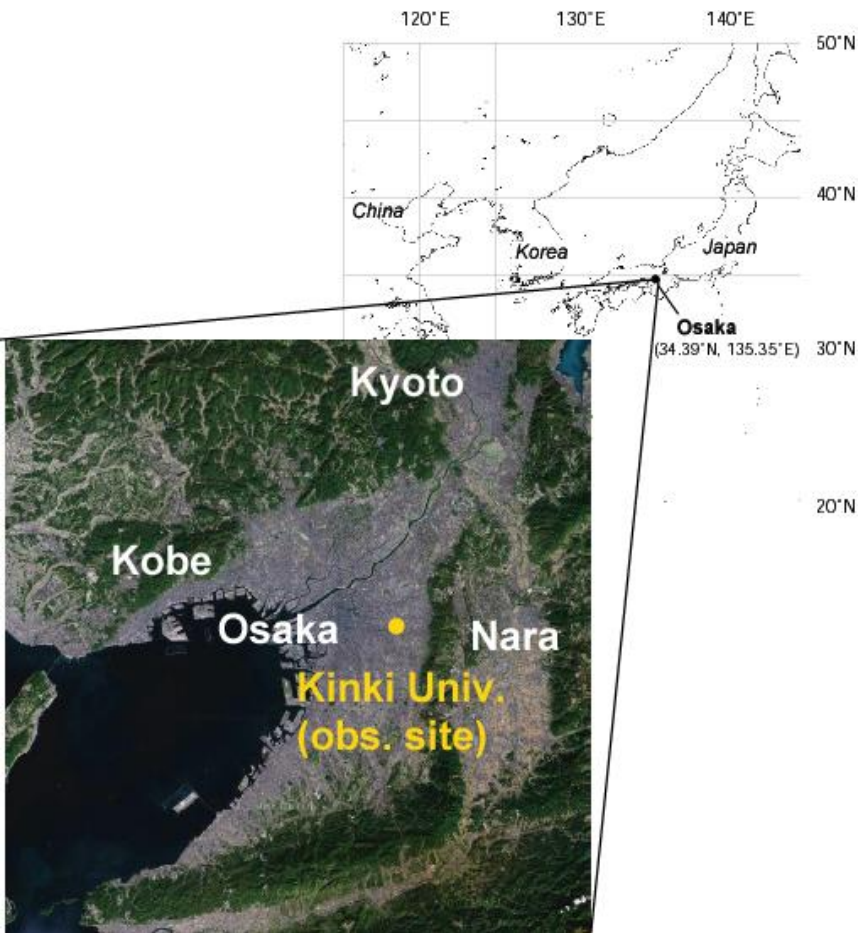 120°E 130°E 140°E
50°N
40°N
China
Korea
Japan
Osaka
(34.39°N, 135.35°E)
30°N
20°N
Kyoto
Kobe
Osaka
Nara
Kinki Univ.
(obs. site)